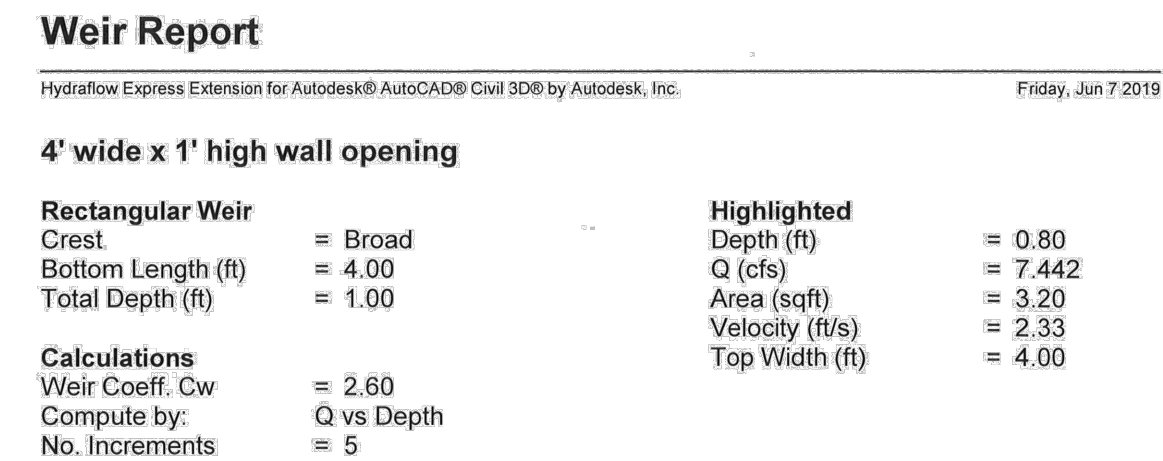 Weir Report
Hydraflow Express Extension for Autodesk® AutoCAD® Civil 3D® by Autodesk, Inc.
Friday, Jun 7 2019
4' wide x 1' high wall opening
Rectangular Weir
Crest = Broad
Bottom Length (ft) = 4.00
Total Depth (ft) = 1.00
Calculations
Weir Coeff. Cw = 2.60
Compute by: Q vs Depth
No. Increments = 5
Highlighted
Depth (ft) = 0.80
Q (cfs) = 7.442
Area (sqft) = 3.20
Velocity (ft/s) = 2.33
Top Width (ft) = 4.00